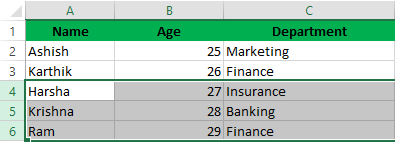 A B C
1 Name Age Department
2 Ashish 25 Marketing
3 Karthik 26 Finance
4 Harsha 27 Insurance
5 Krishna 28 Banking
6 Ram 29 Finance